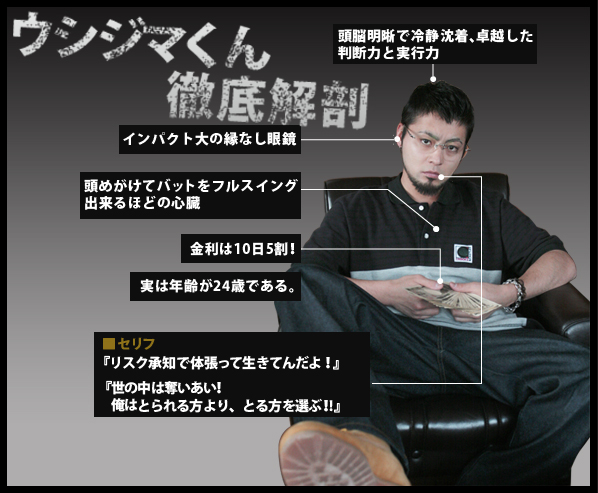 ウシジマくん
徹底解剖
頭脳明晰で冷静沈着、卓越した
判断力と実行力
インパクト大の縁なし眼鏡
頭めがけてバットをフルスイング
出来るほどの心臓
金利は10日5割！
実は年齢が24歳である。
■セリフ
『リスク承知で体張って生きてんだよ！』
『世の中は奪いあい！
俺はとられる方より、とる方を選ぶ！！』